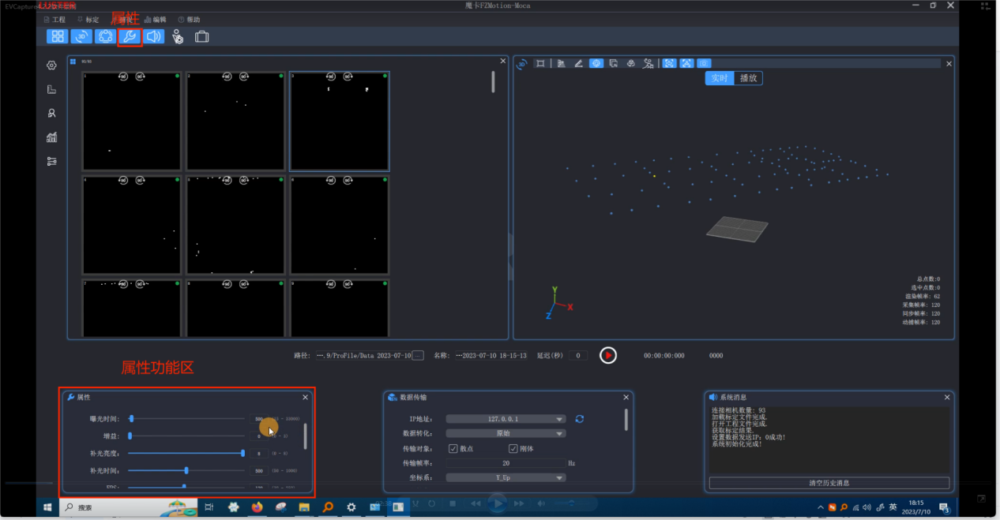 魔卡FZMotion-Moca
工程 标定 编辑 帮助
属性
3D
实时 播放
1 2 3
4 5 6
7 8 9
90 90
Y
X
Z
总点数:0
选中点数:0
渲染帧率: 62
采集帧率: 120
同步帧率: 120
动捕帧率: 120
路径: ….9/ProFile/Data 2023-07-10 … 名称: …2023-07-10 18-15-13 延迟(秒) 0 00:00:00:000 0000
属性功能区
属性
曝光时间: 500
增益: 0
补光亮度: 8 (0 - 8)
补光时间: 500 (50 - 1000)
FPS:
数据传输
IP地址: 127.0.0.1
数据转化: 原始
传输对象: 散点 刚体
传输帧率: 20 Hz
坐标系: Y_Up
系统消息
连接相机数量: 93
加载标定文件完成.
打开工程文件完成.
获取标定结果.
设置数据发送IP: 0成功!
系统初始化完成!
清空历史消息
搜索
英
18:15
2023/7/10